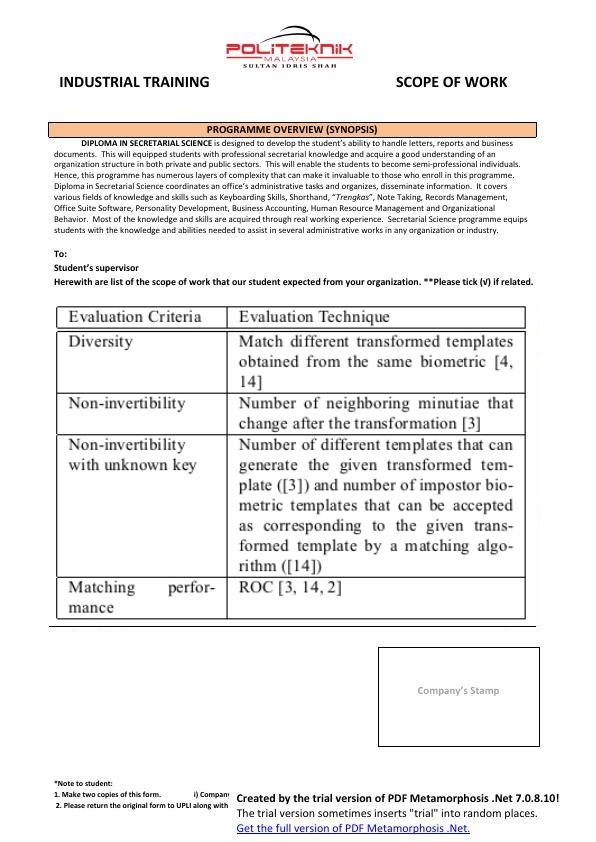 POLITEKNIK
MALAYSIA
SULTAN IDRIS SHAH
INDUSTRIAL TRAINING
SCOPE OF WORK
PROGRAMME OVERVIEW (SYNOPSIS)
DIPLOMA IN SECRETARIAL SCIENCE is designed to develop the student's ability to handle letters, reports and business
documents. This will equipped students with professional secretarial knowledge and acquire a good understanding of an
organization structure in both private and public sectors. This will enable the students to become semi-professional individuals.
Hence, this programme has numerous layers of complexity that can make it invaluable to those who enroll in this programme.
Diploma in Secretarial Science coordinates an office's administrative tasks and organizes, disseminate information. It covers
various fields of knowledge and skills such as Keyboarding Skills, Shorthand, "Trengkas", Note Taking, Records Management,
Office Suite Software, Personality Development, Business Accounting, Human Resource Management and Organizational
Behavior. Most of the knowledge and skills are acquired through real working experience. Secretarial Science programme equips
students with the knowledge and abilities needed to assist in several administrative works in any organization or industry.
To:
Student's supervisor
Herewith are list of the scope of work that our student expected from your organization. **Please tick (√) if related.
Evaluation Criteria
Evaluation Technique
Diversity
Match different transformed templates
obtained from the same biometric [4,
14]
Non-invertibility
Number of neighboring minutiae that
change after the transformation [3]
Non-invertibility
with unknown key
Number of different templates that can
generate the given transformed tem-
plate ([3]) and number of impostor bio-
metric templates that can be accepted
as corresponding to the given trans-
formed template by a matching algo-
rithm ([14])
Matching perfor-
mance
ROC [3, 14, 2]
Company's Stamp
*Note to student:
1. Make two copies of this form. i) Company
2. Please return the original form to UPLI along with
Created by the trial version of PDF Metamorphosis .Net 7.0.8.10!
The trial version sometimes inserts "trial" into random places.
Get the full version of PDF Metamorphosis .Net.